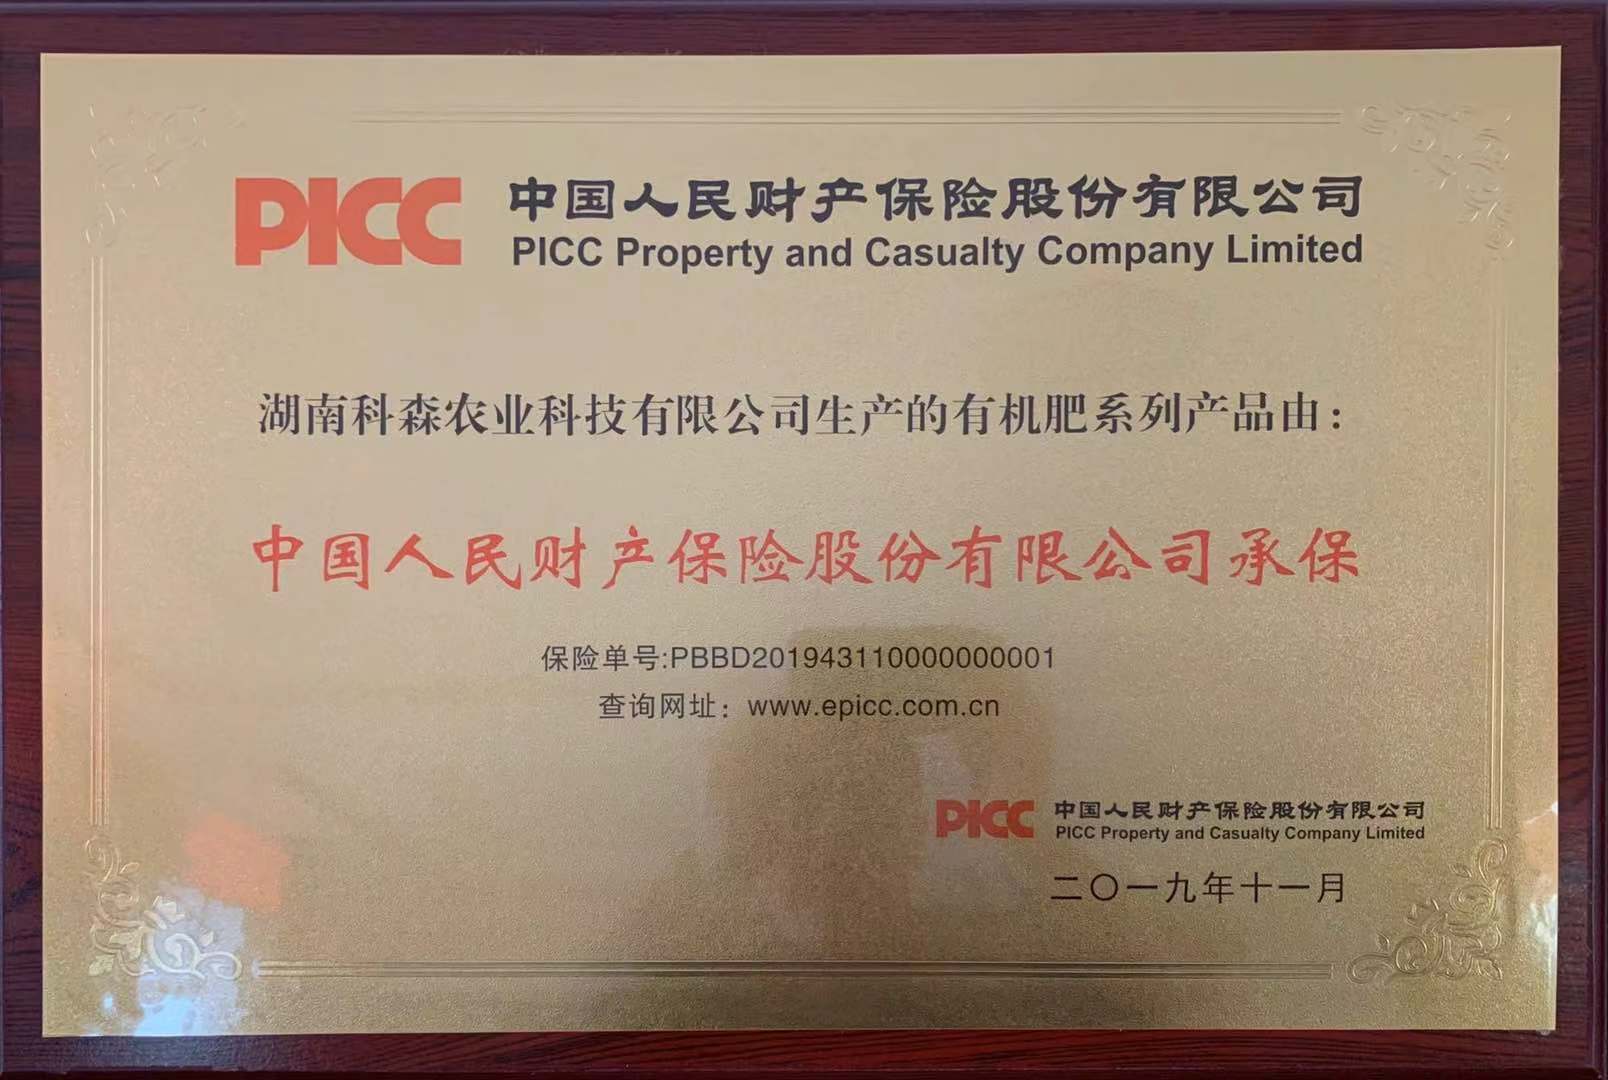 PICC 中国人民财产保险股份有限公司
PICC Property and Casualty Company Limited
湖南科森农业科技有限公司生产的有机肥系列产品由：
中国人民财产保险股份有限公司承保
保险单号:PBBD201943110000000001
查询网址：www.epicc.com.cn
PICC 中国人民财产保险股份有限公司
PICC Property and Casualty Company Limited
二〇一九年十一月